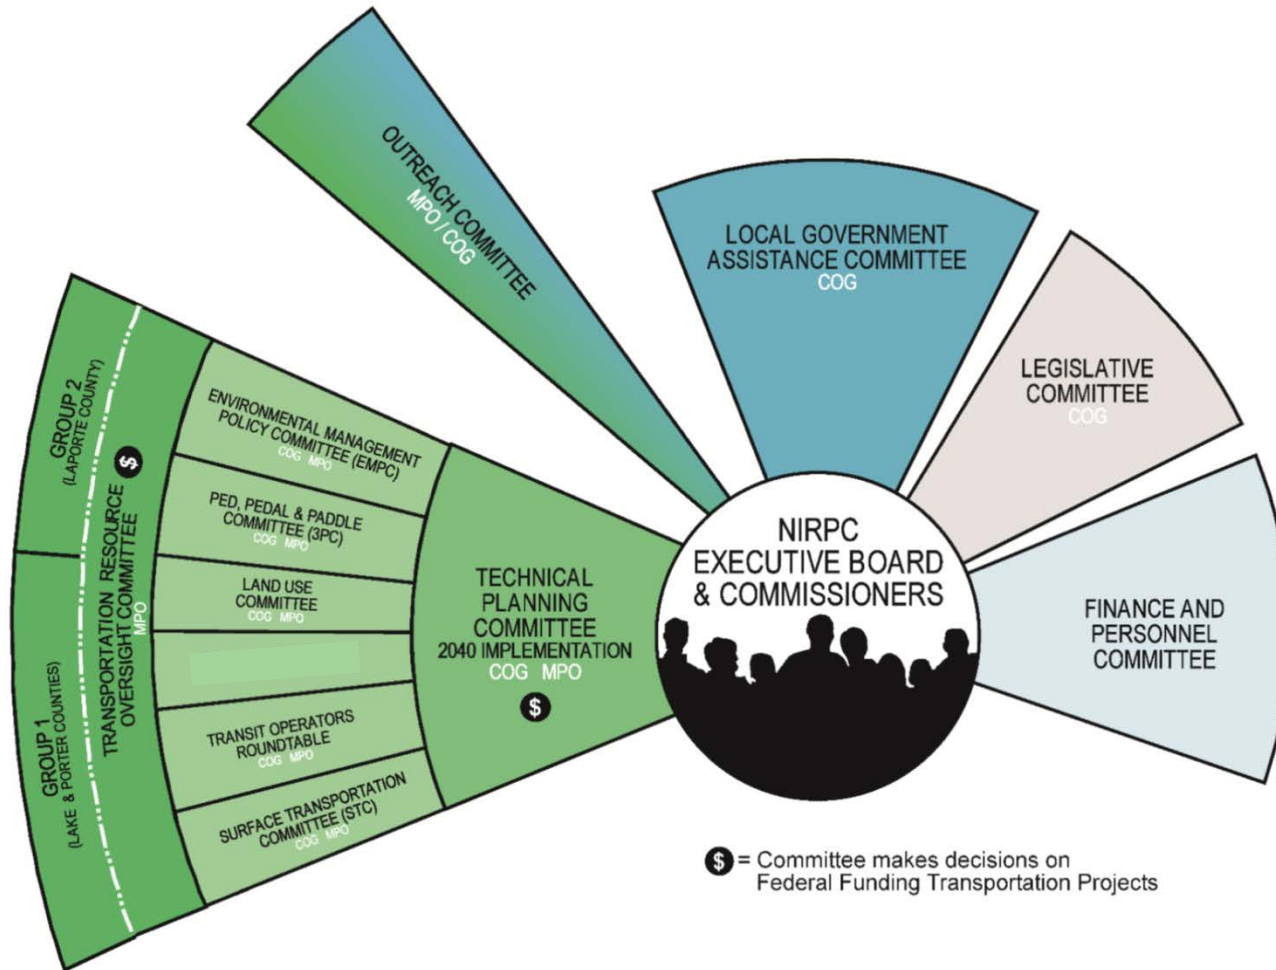 OUTREACH COMMITTEE
MPO / COG
LOCAL GOVERNMENT
ASSISTANCE COMMITTEE
COG
LEGISLATIVE
COMMITTEE
COG
FINANCE AND
PERSONNEL
COMMITTEE
NIRPC
EXECUTIVE BOARD
& COMMISSIONERS
TECHNICAL
PLANNING
COMMITTEE
2040 IMPLEMENTATION
COG MPO
$
ENVIRONMENTAL MANAGEMENT
POLICY COMMITTEE (EMPC)
COG MPO
PED, PEDAL & PADDLE
COMMITTEE (3PC)
COG MPO
LAND USE
COMMITTEE
COG MPO
TRANSIT OPERATORS
ROUNDTABLE
COG MPO
SURFACE TRANSPORTATION
COMMITTEE (STC)
COG MPO
TRANSPORTATION RESOURCE
OVERSIGHT COMMITTEE
MPO
$
GROUP 2
(LAPORTE COUNTY)
GROUP 1
(LAKE & PORTER COUNTIES)
$ = Committee makes decisions on
Federal Funding Transportation Projects